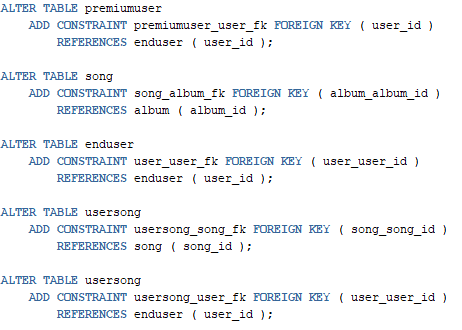 ALTER TABLE premiumuser
    ADD CONSTRAINT premiumuser_user_fk FOREIGN KEY ( user_id )
        REFERENCES enduser ( user_id );

ALTER TABLE song
    ADD CONSTRAINT song_album_fk FOREIGN KEY ( album_album_id )
        REFERENCES album ( album_id );

ALTER TABLE enduser
    ADD CONSTRAINT user_user_fk FOREIGN KEY ( user_user_id )
        REFERENCES enduser ( user_id );

ALTER TABLE usersong
    ADD CONSTRAINT usersong_song_fk FOREIGN KEY ( song_song_id )
        REFERENCES song ( song_id );

ALTER TABLE usersong
    ADD CONSTRAINT usersong_user_fk FOREIGN KEY ( user_user_id )
        REFERENCES enduser ( user_id );